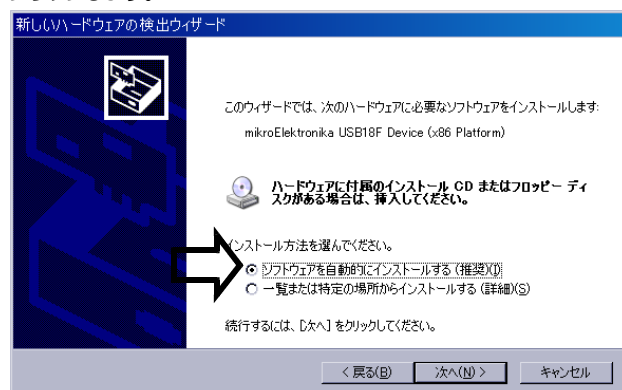 新しいハードウェアの検出ウィザード
このウィザードでは、次のハードウェアに必要なソフトウェアをインストールします:
mikroElektronika USB18F Device (x86 Platform)
ハードウェアに付属のインストール CD またはフロッピー ディ
スクがある場合は、挿入してください。
インストール方法を選んでください。
ソフトウェアを自動的にインストールする (推奨)(I)
一覧または特定の場所からインストールする (詳細)(S)
続行するには、[次へ] をクリックしてください。
< 戻る(B)
次へ(N) >
キャンセル